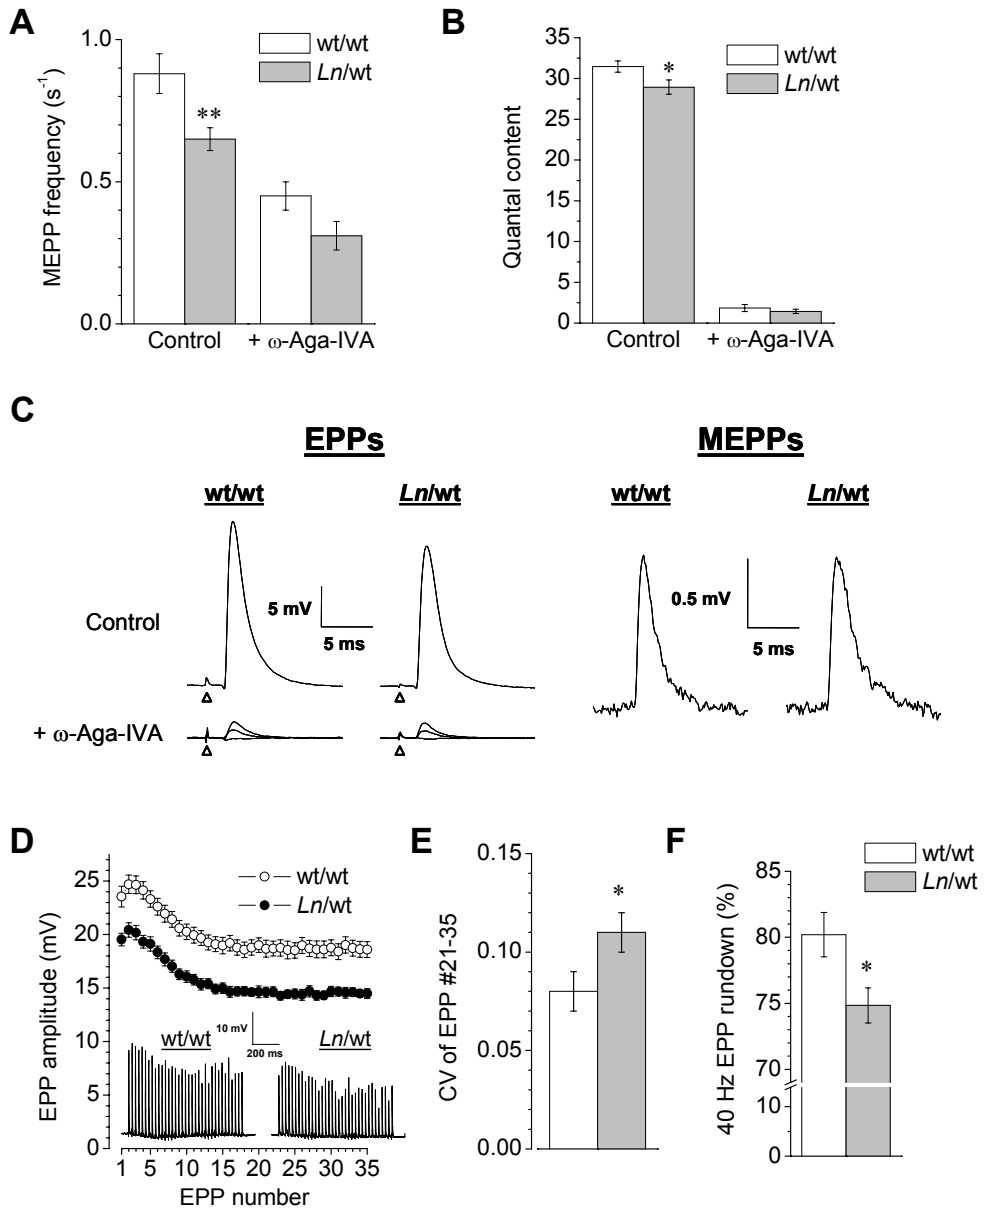 A
MEPP frequency (s⁻¹)
1.0
0.5
0.0
wt/wt
Ln/wt
**
Control
+ ω-Aga-IVA
B
Quantal content
35
30
25
20
15
10
5
0
wt/wt
Ln/wt
*
Control
+ ω-Aga-IVA
C
EPPs
MEPPs
wt/wt
Ln/wt
wt/wt
Ln/wt
Control
5 mV
5 ms
0.5 mV
5 ms
+ ω-Aga-IVA
D
EPP amplitude (mV)
25
20
15
10
5
0
wt/wt
Ln/wt
wt/wt
10 mV
200 ms
Ln/wt
1 5 10 15 20 25 30 35
EPP number
E
CV of EPP #21-35
0.15
0.10
0.05
0.00
*
F
40 Hz EPP rundown (%)
85
80
75
70
10
0
wt/wt
Ln/wt
*